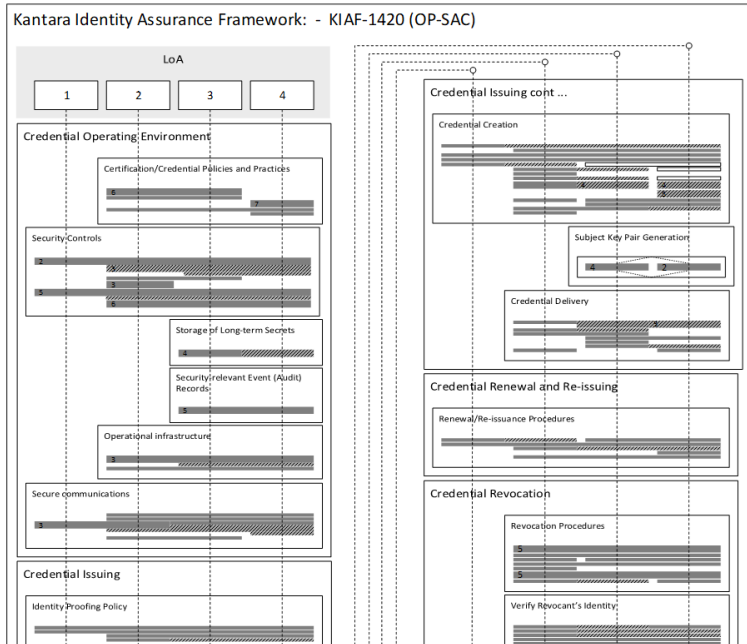 Kantara Identity Assurance Framework:  - KIAF-1420 (OP-SAC)
LoA
1 2 3 4
Credential Operating Environment
Certification/Credential Policies and Practices
6
7
Security Controls
2
3
3
5
6
Storage of Long-term Secrets
4
Security-relevant Event (Audit)
Records
5
Operational infrastructure
3
Secure communications
3
Credential Issuing
Identity Proofing Policy
Credential Issuing cont ...
Credential Creation
4 4
Subject Key Pair Generation
4 2
Credential Delivery
Credential Renewal and Re-issuing
Renewal/Re-issuance Procedures
Credential Revocation
Revocation Procedures
5
5
Verify Revocant's Identity